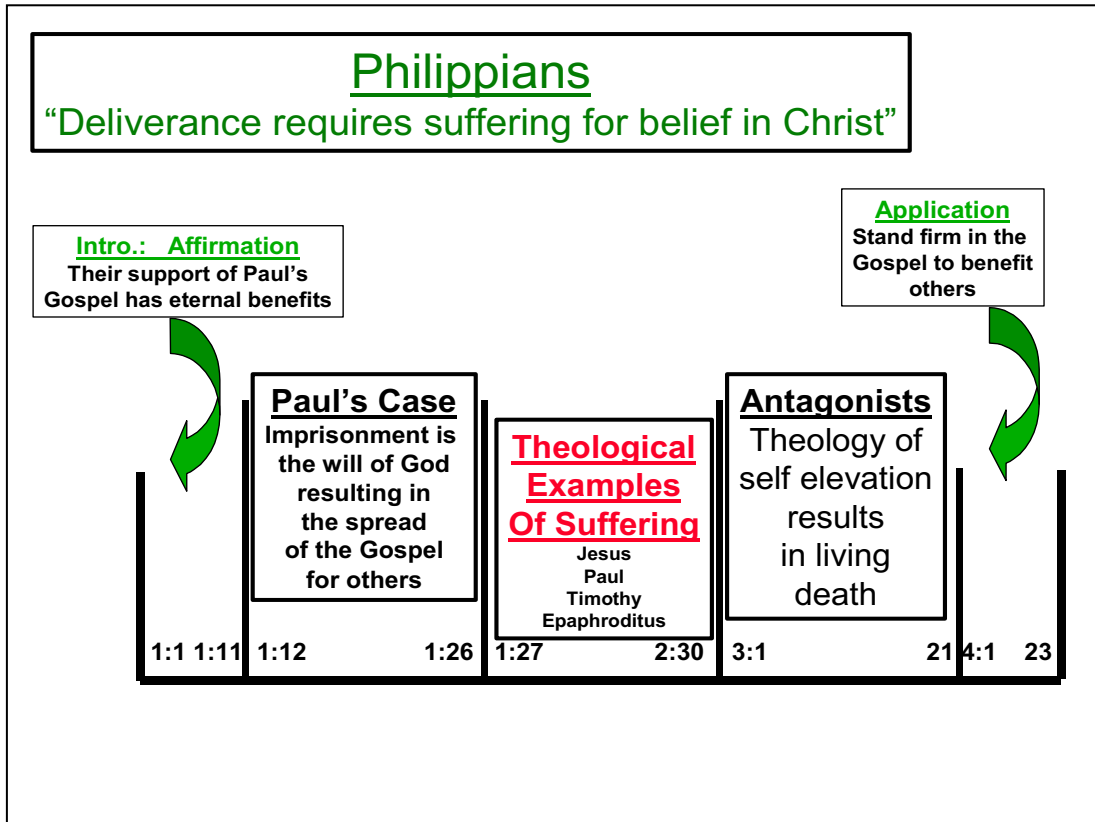 Philippians
“Deliverance requires suffering for belief in Christ”
Intro.: Affirmation
Their support of Paul’s
Gospel has eternal benefits
Application
Stand firm in the
Gospel to benefit
others
Paul’s Case
Imprisonment is
the will of God
resulting in
the spread
of the Gospel
for others
Theological
Examples
Of Suffering
Jesus
Paul
Timothy
Epaphroditus
Antagonists
Theology of
self elevation
results
in living
death
1:1 1:11 1:12 1:26 1:27 2:30 3:1 21 4:1 23